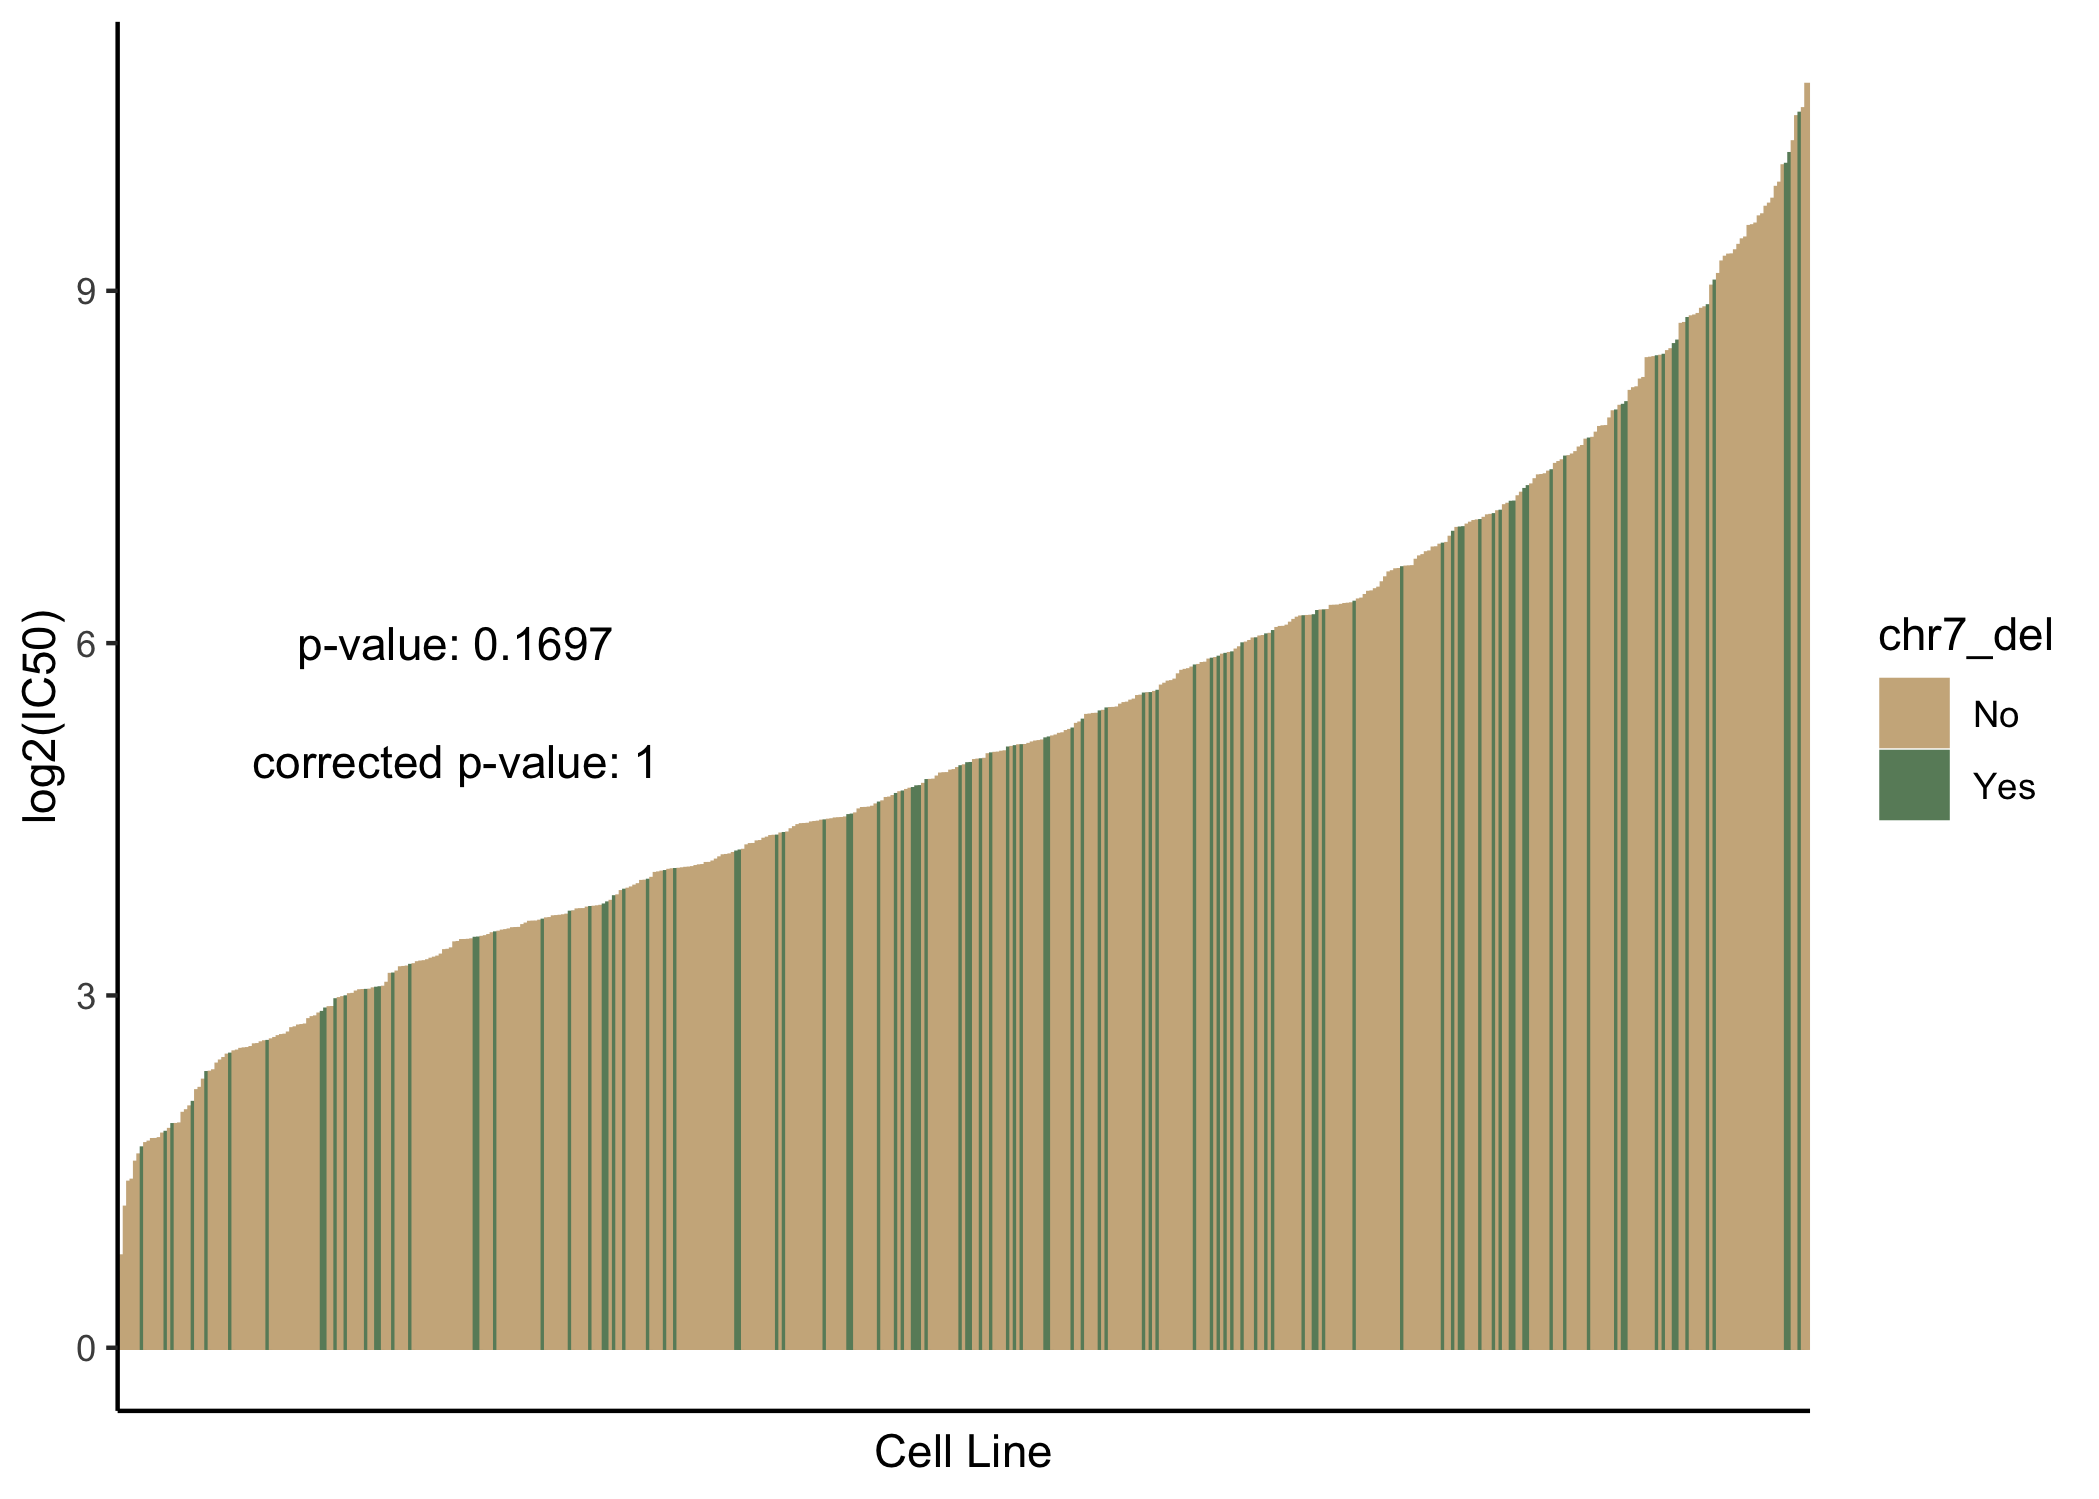 log2(IC50)
9
6
3
0
p-value: 0.1697
corrected p-value: 1
Cell Line
chr7_del
No
Yes